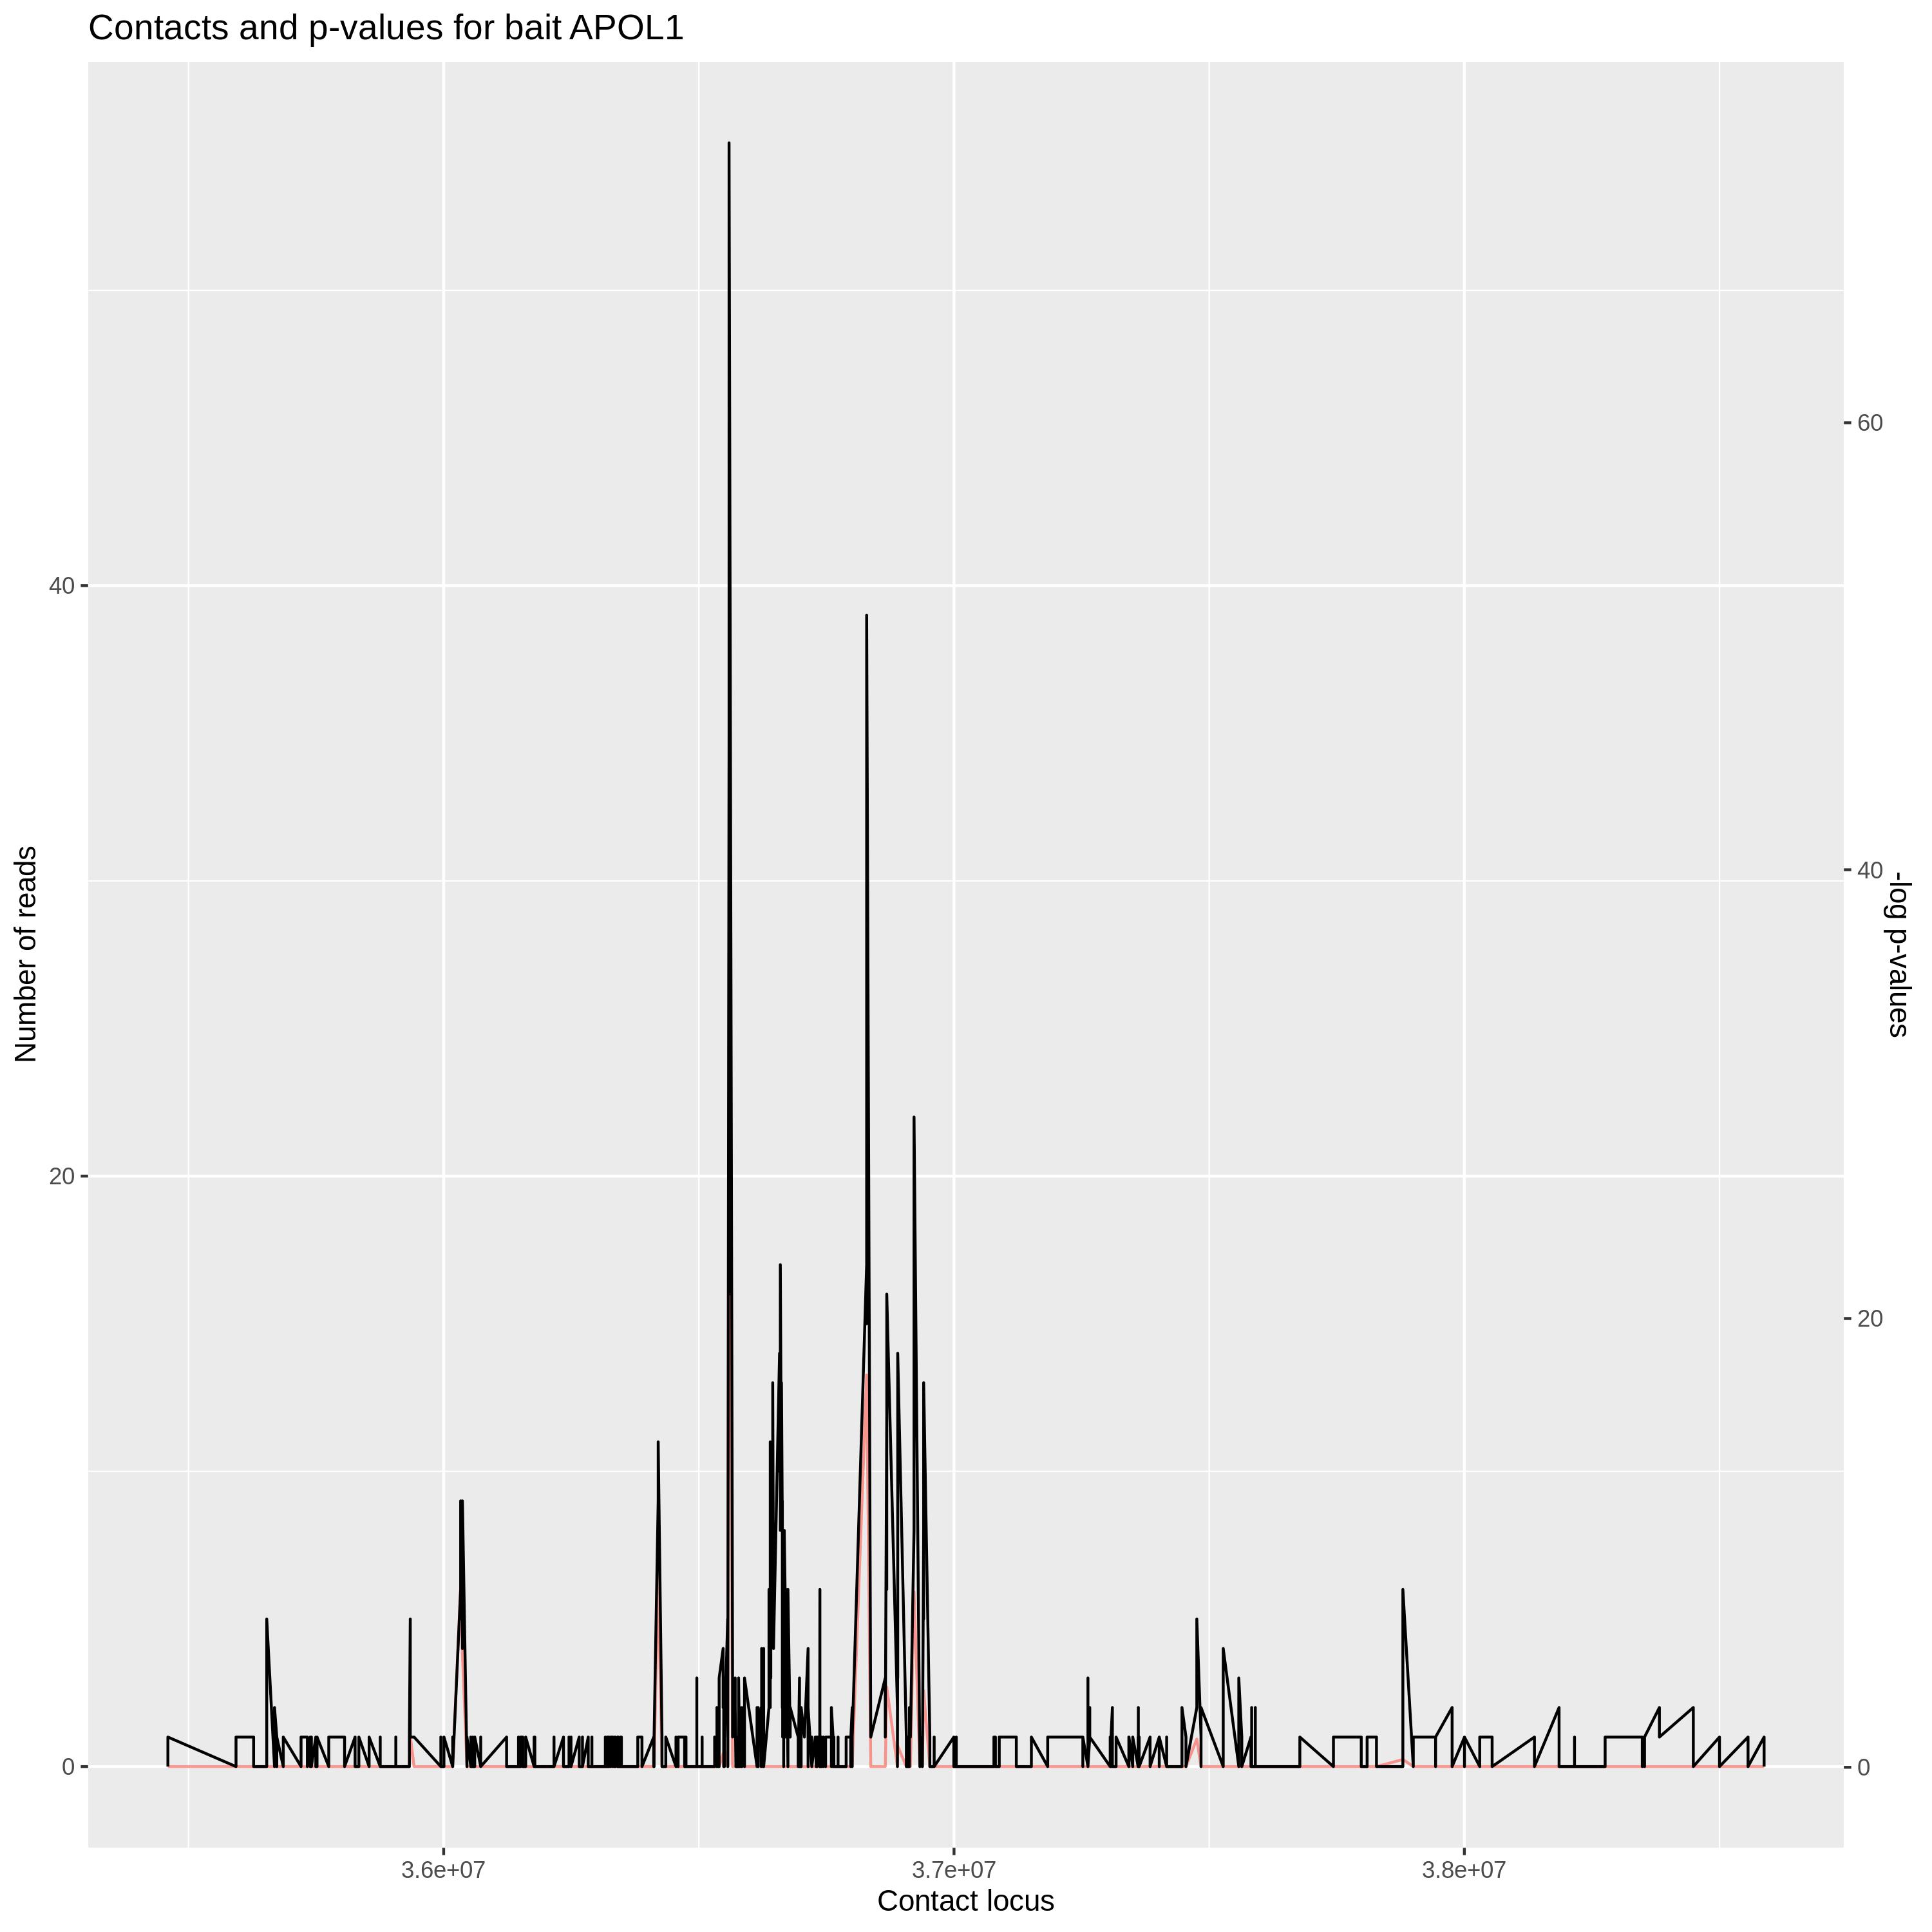 Contacts and p-values for bait APOL1
Number of reads
40
20
0
60
40
20
0
-log p-values
3.6e+07
3.7e+07
3.8e+07
Contact locus